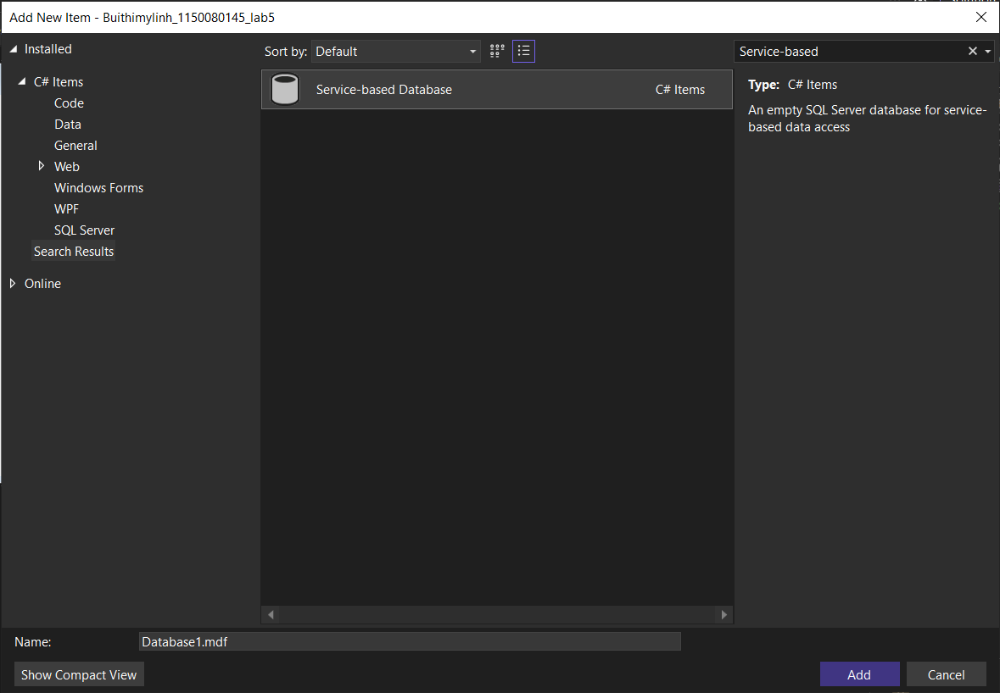 Add New Item - Buithimylinh_1150080145_lab5
Installed
C# Items
Code
Data
General
Web
Windows Forms
WPF
SQL Server
Search Results
Online
Sort by: Default
Service-based Database C# Items
Service-based
Type: C# Items
An empty SQL Server database for service-
based data access
Name: Database1.mdf
Show Compact View
Add Cancel